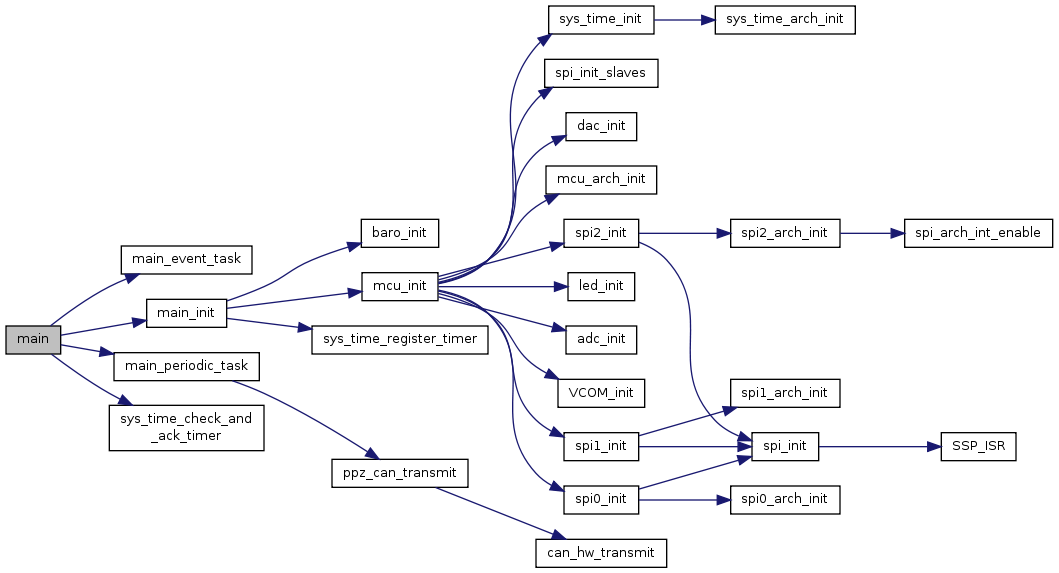 sys_time_init
sys_time_arch_init
spi_init_slaves
dac_init
mcu_arch_init
baro_init
spi2_init
spi2_arch_init
spi_arch_int_enable
main_event_task
mcu_init
led_init
main_init
main
sys_time_register_timer
adc_init
main_periodic_task
VCOM_init
spi1_arch_init
sys_time_check_and
_ack_timer
spi1_init
spi_init
SSP_ISR
ppz_can_transmit
spi0_init
spi0_arch_init
can_hw_transmit